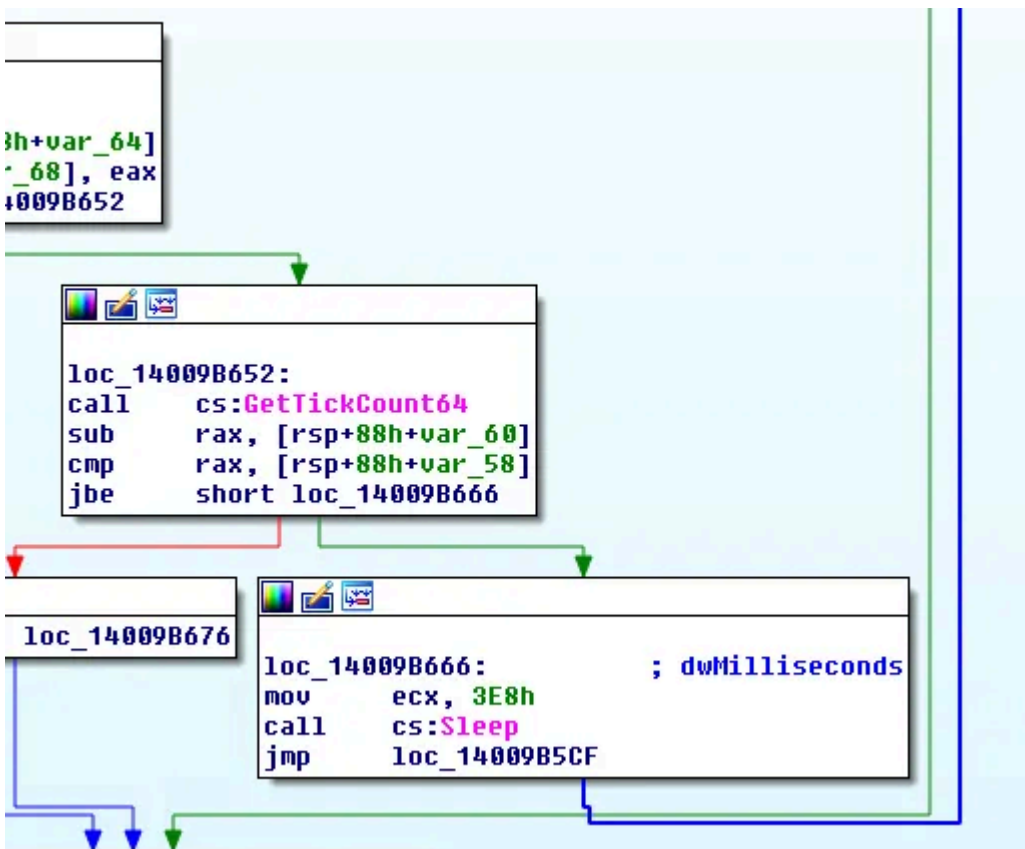 3h+var_64]
r_68], eax
14009B652
loc_14009B652:
call cs:GetTickCount64
sub rax, [rsp+88h+var_60]
cmp rax, [rsp+88h+var_58]
jbe short loc_14009B666
loc_14009B676
loc_14009B666: ; dwMilliseconds
mov ecx, 3E8h
call cs:Sleep
jmp loc_14009B5CF